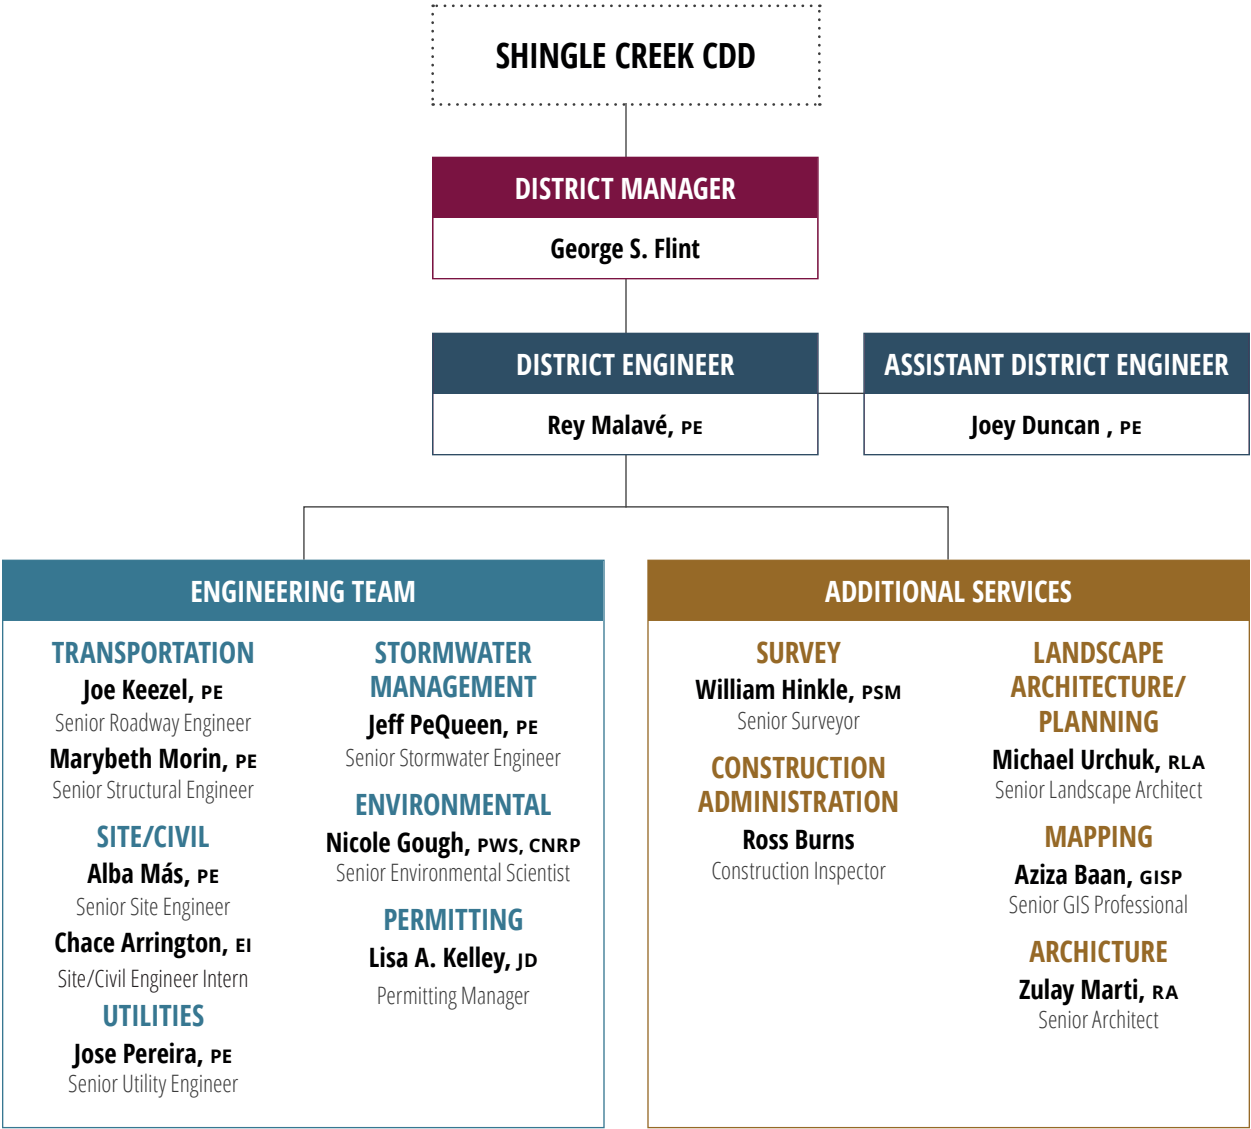 SHINGLE CREEK CDD
DISTRICT MANAGER
George S. Flint
DISTRICT ENGINEER
Rey Malavé, PE
ASSISTANT DISTRICT ENGINEER
Joey Duncan , PE
ENGINEERING TEAM
TRANSPORTATION
Joe Keezel, PE
Senior Roadway Engineer
Marybeth Morin, PE
Senior Structural Engineer
SITE/CIVIL
Alba Más, PE
Senior Site Engineer
Chace Arrington, EI
Site/Civil Engineer Intern
UTILITIES
Jose Pereira, PE
Senior Utility Engineer
STORMWATER
MANAGEMENT
Jeff PeQueen, PE
Senior Stormwater Engineer
ENVIRONMENTAL
Nicole Gough, PWS, CNRP
Senior Environmental Scientist
PERMITTING
Lisa A. Kelley, JD
Permitting Manager
ADDITIONAL SERVICES
SURVEY
William Hinkle, PSM
Senior Surveyor
CONSTRUCTION
ADMINISTRATION
Ross Burns
Construction Inspector
LANDSCAPE
ARCHITECTURE/
PLANNING
Michael Urchuk, RLA
Senior Landscape Architect
MAPPING
Aziza Baan, GISP
Senior GIS Professional
ARCHICTURE
Zulay Marti, RA
Senior Architect